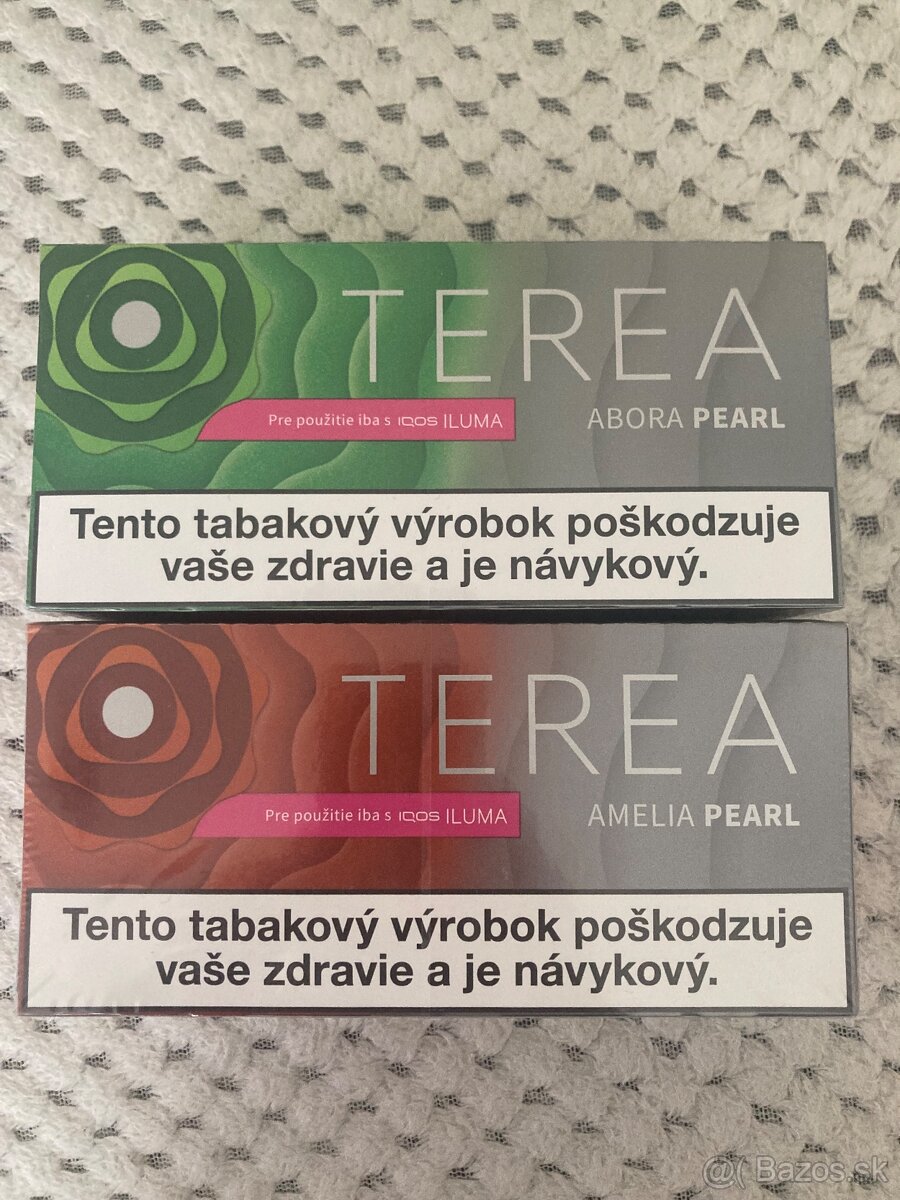 TEREA
Pre použitie iba s IQOS ILUMA
ABORA PEARL
Tento tabakový výrobok poškodzuje
vaše zdravie a je návykový.
TEREA
Pre použitie iba s IQOS ILUMA
AMELIA PEARL
Tento tabakový výrobok poškodzuje
vaše zdravie a je návykový.
@( Bazos.sk